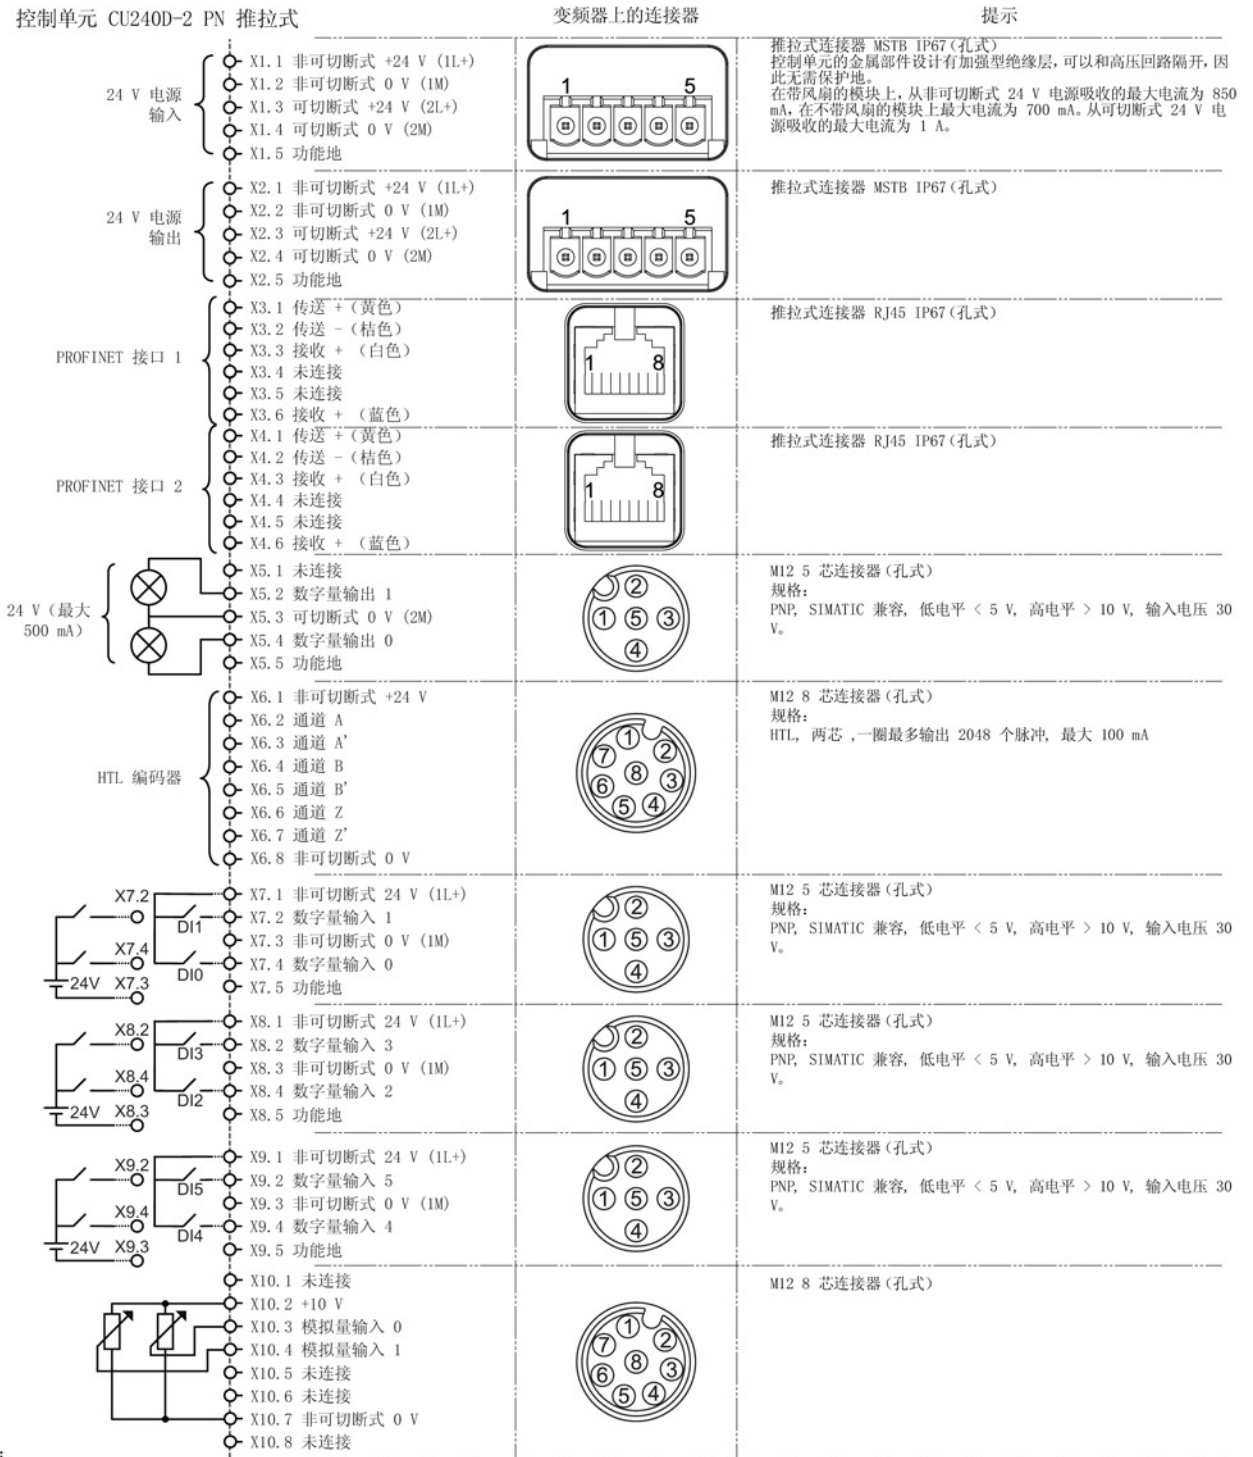 控制单元 CU240D-2 PN 推拉式
变频器上的连接器
提示
24 V 电源
输入
X1.1 非可切断式 +24 V (1L+)
X1.2 非可切断式 0 V (1M)
X1.3 可切断式 +24 V (2L+)
X1.4 可切断式 0 V (2M)
X1.5 功能地
1 5
推拉式连接器 MSTB IP67(孔式)
控制单元的金属部件设计有加强型绝缘层,可以和高压回路隔开,因
此无需保护地。
在带风扇的模块上,从非可切断式 24 V 电源吸收的最大电流为 850
mA,在不带风扇的模块上最大电流为 700 mA。从可切断式 24 V 电
源吸收的最大电流为 1 A。
24 V 电源
输出
X2.1 非可切断式 +24 V (1L+)
X2.2 非可切断式 0 V (1M)
X2.3 可切断式 +24 V (2L+)
X2.4 可切断式 0 V (2M)
X2.5 功能地
1 5
推拉式连接器 MSTB IP67(孔式)
PROFINET 接口 1
X3.1 传送 +(黄色)
X3.2 传送 -(桔色)
X3.3 接收 + (白色)
X3.4 未连接
X3.5 未连接
X3.6 接收 + (蓝色)
1 8
推拉式连接器 RJ45 IP67(孔式)
PROFINET 接口 2
X4.1 传送 +(黄色)
X4.2 传送 -(桔色)
X4.3 接收 + (白色)
X4.4 未连接
X4.5 未连接
X4.6 接收 + (蓝色)
1 8
推拉式连接器 RJ45 IP67(孔式)
24 V(最大
500 mA)
X5.1 未连接
X5.2 数字量输出 1
X5.3 可切断式 0 V (2M)
X5.4 数字量输出 0
X5.5 功能地
②
① ⑤ ③
④
M12 5 芯连接器(孔式)
规格:
PNP, SIMATIC 兼容, 低电平 < 5 V, 高电平 > 10 V, 输入电压 30
V。
HTL 编码器
X6.1 非可切断式 +24 V
X6.2 通道 A
X6.3 通道 A'
X6.4 通道 B
X6.5 通道 B'
X6.6 通道 Z
X6.7 通道 Z'
X6.8 非可切断式 0 V
①
⑦ ②
⑧ ③
⑥
⑤ ④
M12 8 芯连接器(孔式)
规格:
HTL, 两芯 ,一圈最多输出 2048 个脉冲, 最大 100 mA
X7.2
DI1
X7.4
DI0
24V X7.3
X7.1 非可切断式 24 V (1L+)
X7.2 数字量输入 1
X7.3 非可切断式 0 V (1M)
X7.4 数字量输入 0
X7.5 功能地
②
① ⑤ ③
④
M12 5 芯连接器(孔式)
规格:
PNP, SIMATIC 兼容, 低电平 < 5 V, 高电平 > 10 V, 输入电压 30
V。
X8.2
DI3
X8.4
DI2
24V X8.3
X8.1 非可切断式 24 V (1L+)
X8.2 数字量输入 3
X8.3 非可切断式 0 V (1M)
X8.4 数字量输入 2
X8.5 功能地
②
① ⑤ ③
④
M12 5 芯连接器(孔式)
规格:
PNP, SIMATIC 兼容, 低电平 < 5 V, 高电平 > 10 V, 输入电压 30
V。
X9.2
DI5
X9.4
DI4
24V X9.3
X9.1 非可切断式 24 V (1L+)
X9.2 数字量输入 5
X9.3 非可切断式 0 V (1M)
X9.4 数字量输入 4
X9.5 功能地
②
① ⑤ ③
④
M12 5 芯连接器(孔式)
规格:
PNP, SIMATIC 兼容, 低电平 < 5 V, 高电平 > 10 V, 输入电压 30
V。
X10.1 未连接
X10.2 +10 V
X10.3 模拟量输入 0
X10.4 模拟量输入 1
X10.5 未连接
X10.6 未连接
X10.7 非可切断式 0 V
X10.8 未连接
①
⑦ ②
⑧ ③
⑥
⑤ ④
M12 8 芯连接器(孔式)